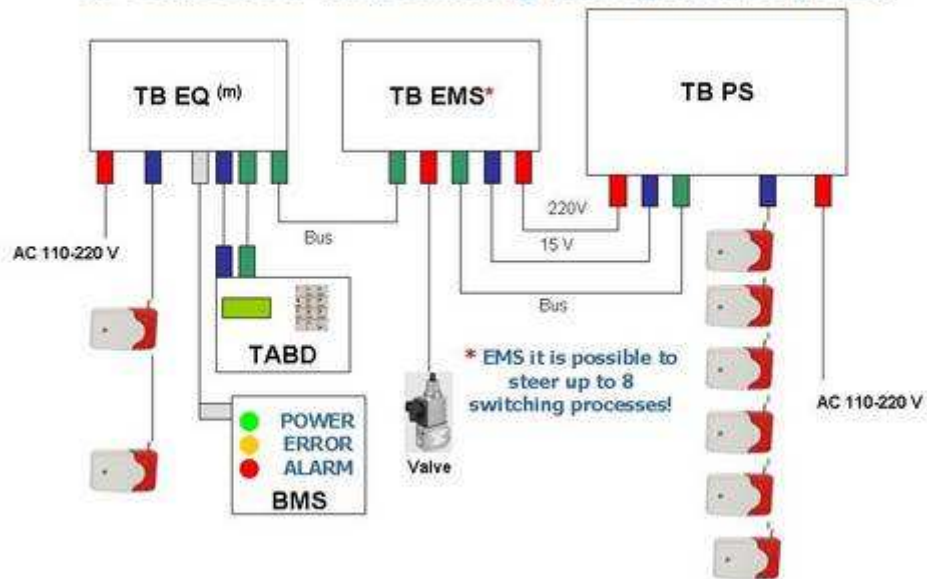 TB EQ (m)
TB EMS*
TB PS
AC 110-220 V
Bus
220V
15 V
Bus
TABD
* EMS it is possible to
steer up to 8
switching processes!
AC 110-220 V
POWER
ERROR
ALARM
BMS
Valve